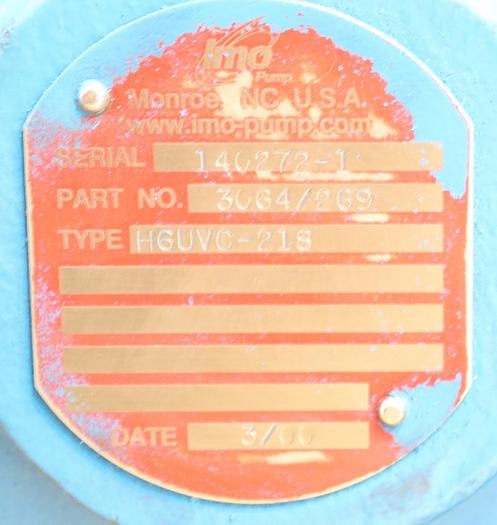 imo
Pump
Monroe, NC U.S.A.
www.imo-pump.com
SERIAL 140272-1
PART NO. 3064/269
TYPE H6UVC-218
DATE 3/00